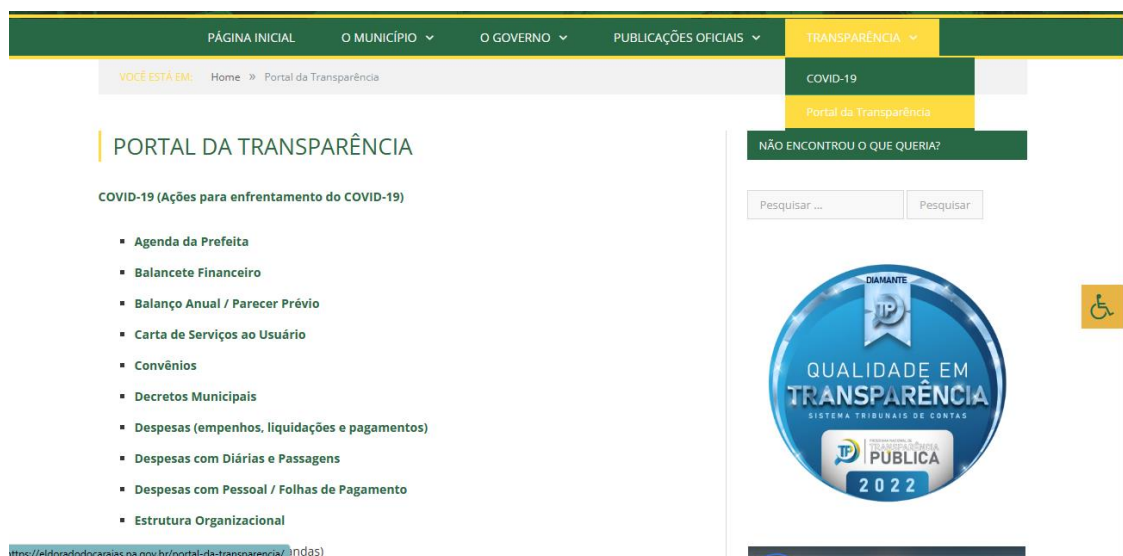 PÁGINA INICIAL O MUNICÍPIO O GOVERNO PUBLICAÇÕES OFICIAIS TRANSPARÊNCIA
VOCÊ ESTÁ EM: Home » Portal da Transparência
COVID-19
Portal da Transparência
PORTAL DA TRANSPARÊNCIA
COVID-19 (Ações para enfrentamento do COVID-19)
Agenda da Prefeita
Balancete Financeiro
Balanço Anual / Parecer Prévio
Carta de Serviços ao Usuário
Convênios
Decretos Municipais
Despesas (empenhos, liquidações e pagamentos)
Despesas com Diárias e Passagens
Despesas com Pessoal / Folhas de Pagamento
Estrutura Organizacional
https://eldoradodocarajas.pa.gov.br/portal-da-transparencia/
NÃO ENCONTROU O QUE QUERIA?
Pesquisar ... Pesquisar
DIAMANTE
TP
QUALIDADE EM
TRANSPARÊNCIA
SISTEMA TRIBUNAIS DE CONTAS
TP
TRANSPARÊNCIA
PÚBLICA
2022